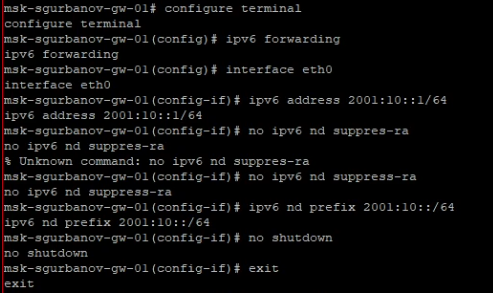 msk-sgurbanov-gw-01# configure terminal
configure terminal
msk-sgurbanov-gw-01(config)# ipv6 forwarding
ipv6 forwarding
msk-sgurbanov-gw-01(config)# interface eth0
interface eth0
msk-sgurbanov-gw-01(config-if)# ipv6 address 2001:10::1/64
ipv6 address 2001:10::1/64
msk-sgurbanov-gw-01(config-if)# no ipv6 nd suppres-ra
no ipv6 nd suppres-ra
% Unknown command: no ipv6 nd suppres-ra
msk-sgurbanov-gw-01(config-if)# no ipv6 nd suppress-ra
no ipv6 nd suppress-ra
msk-sgurbanov-gw-01(config-if)# ipv6 nd prefix 2001:10::/64
ipv6 nd prefix 2001:10::/64
msk-sgurbanov-gw-01(config-if)# no shutdown
no shutdown
msk-sgurbanov-gw-01(config-if)# exit
exit